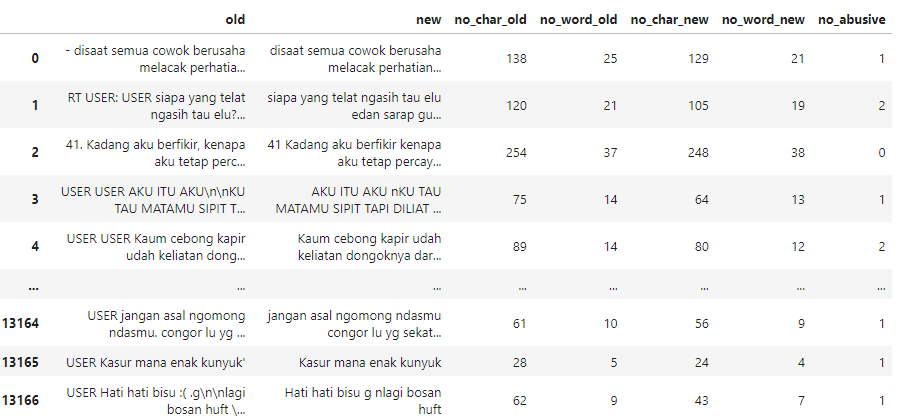 old new no_char_old no_word_old no_char_new no_word_new no_abusive
0 - disaat semua cowok berusaha melacak perhatia... disaat semua cowok berusaha melacak perhatian... 138 25 129 21 1
1 RT USER: USER siapa yang telat ngasih tau elu?... siapa yang telat ngasih tau elu edan sarap gu... 120 21 105 19 2
2 41. Kadang aku berfikir, kenapa aku tetap perc... 41 Kadang aku berfikir kenapa aku tetap percay... 254 37 248 38 0
3 USER USER AKU ITU AKU\n\nKU TAU MATAMU SIPIT T... AKU ITU AKU nKU TAU MATAMU SIPIT TAPI DILIAT ... 75 14 64 13 1
4 USER USER Kaum cebong kapir udah keliatan dong... Kaum cebong kapir udah keliatan dongoknya dar... 89 14 80 12 2
... ... ... ... ... ... ... ...
13164 USER jangan asal ngomong ndasmu. congor lu yg ... jangan asal ngomong ndasmu congor lu yg sekat... 61 10 56 9 1
13165 USER Kasur mana enak kunyuk' Kasur mana enak kunyuk 28 5 24 4 1
13166 USER Hati hati bisu :( .g\n\nlagi bosan huft \... Hati hati bisu g nlagi bosan huft 62 9 43 7 1